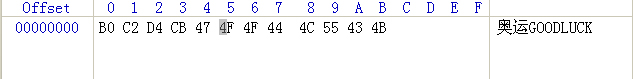 Offset 0 1 2 3 4 5 6 7 8 9 A B C D E F
00000000 B0 C2 D4 CB 47 4F 4F 44 4C 55 43 4B 奥运GOODLUCK